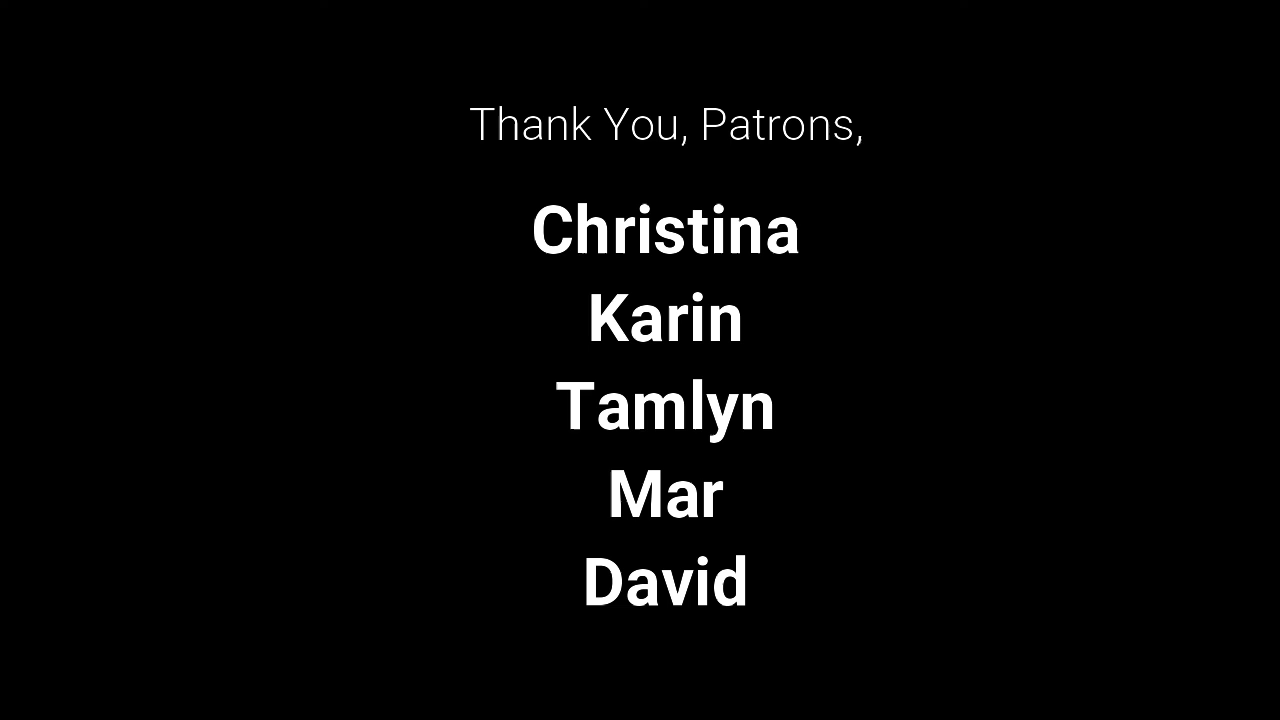 Thank You, Patrons,
Christina
Karin
Tamlyn
Mar
David